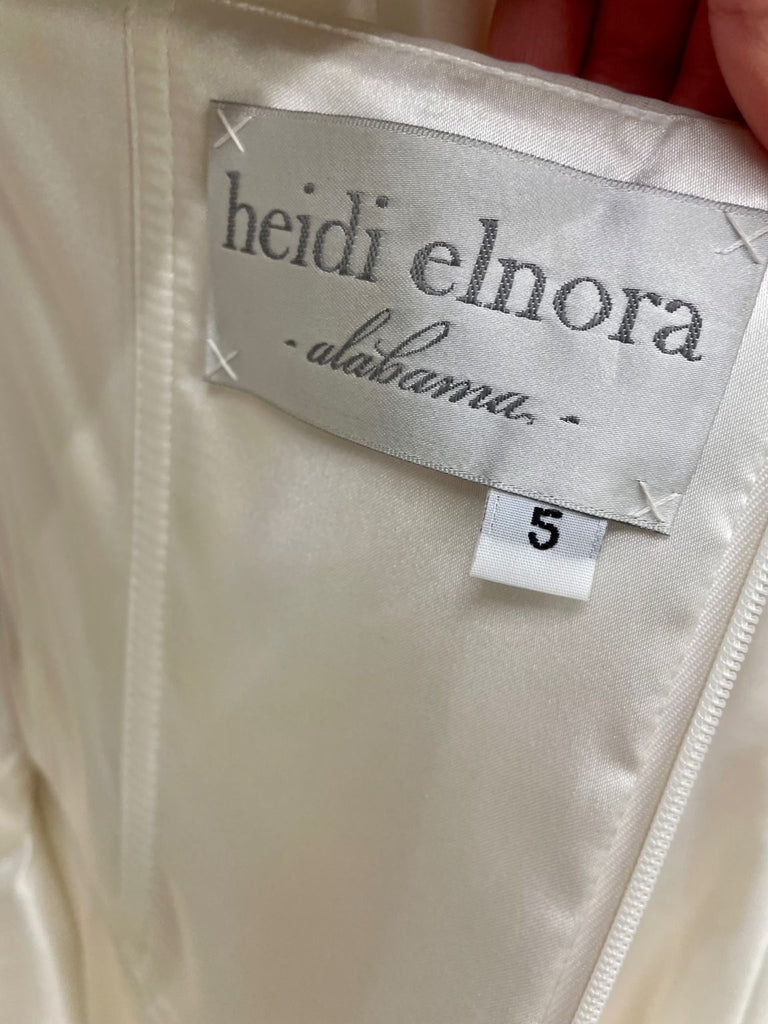 heidi elnora
- alabama. -
5